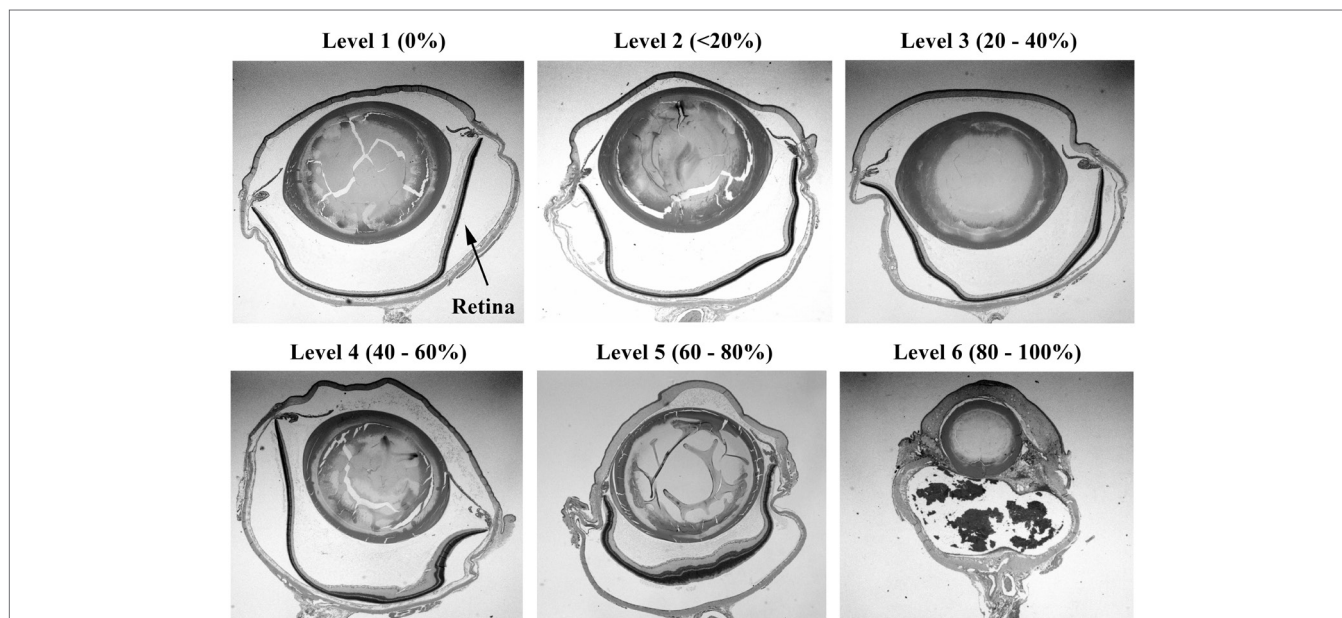 Level 1 (0%)
Level 2 (<20%)
Level 3 (20 - 40%)
Retina
Level 4 (40 - 60%)
Level 5 (60 - 80%)
Level 6 (80 - 100%)